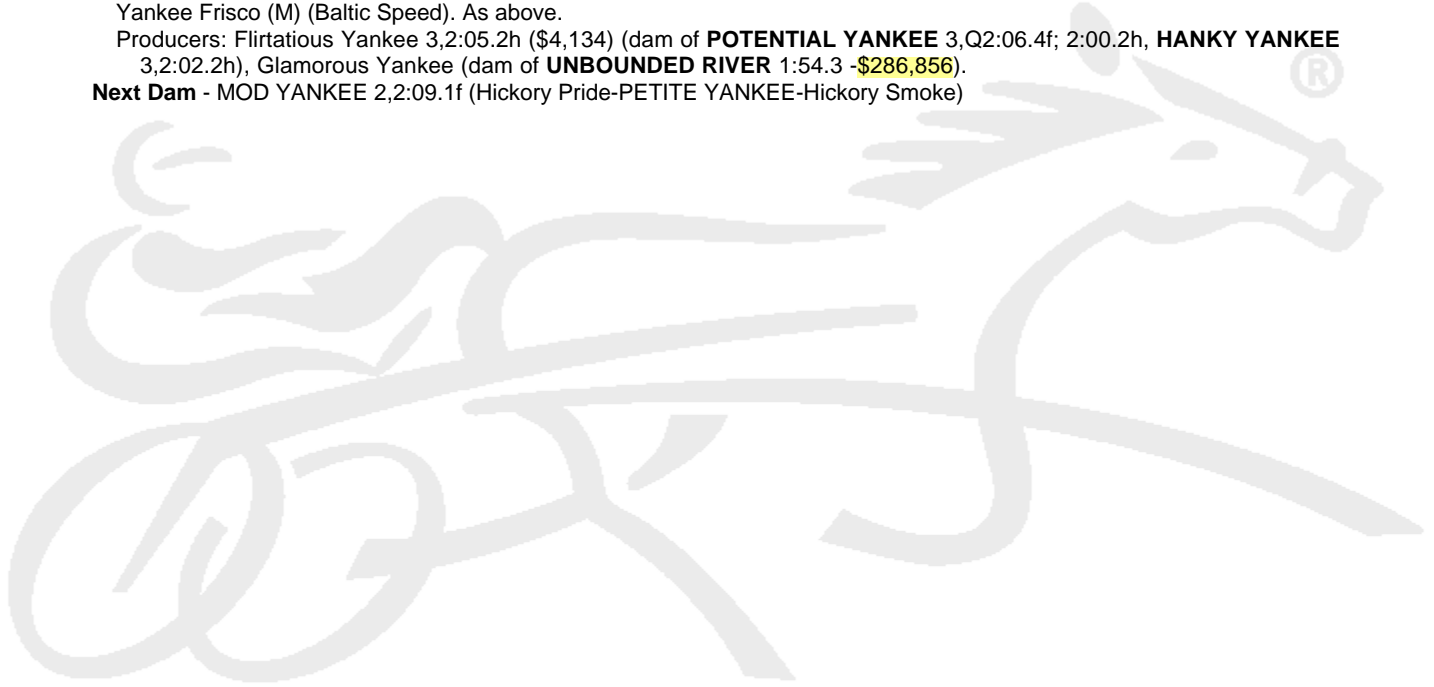 Yankee Frisco (M) (Baltic Speed). As above.
Producers: Flirtatious Yankee 3,2:05.2h ($4,134) (dam of POTENTIAL YANKEE 3,Q2:06.4f; 2:00.2h, HANKY YANKEE
3,2:02.2h), Glamorous Yankee (dam of UNBOUNDED RIVER 1:54.3 -$286,856).
Next Dam - MOD YANKEE 2,2:09.1f (Hickory Pride-PETITE YANKEE-Hickory Smoke)
®